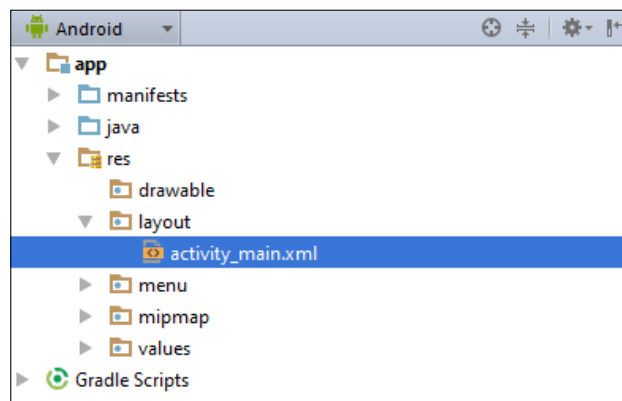 Android
app
manifests
java
res
drawable
layout
activity_main.xml
menu
mipmap
values
Gradle Scripts